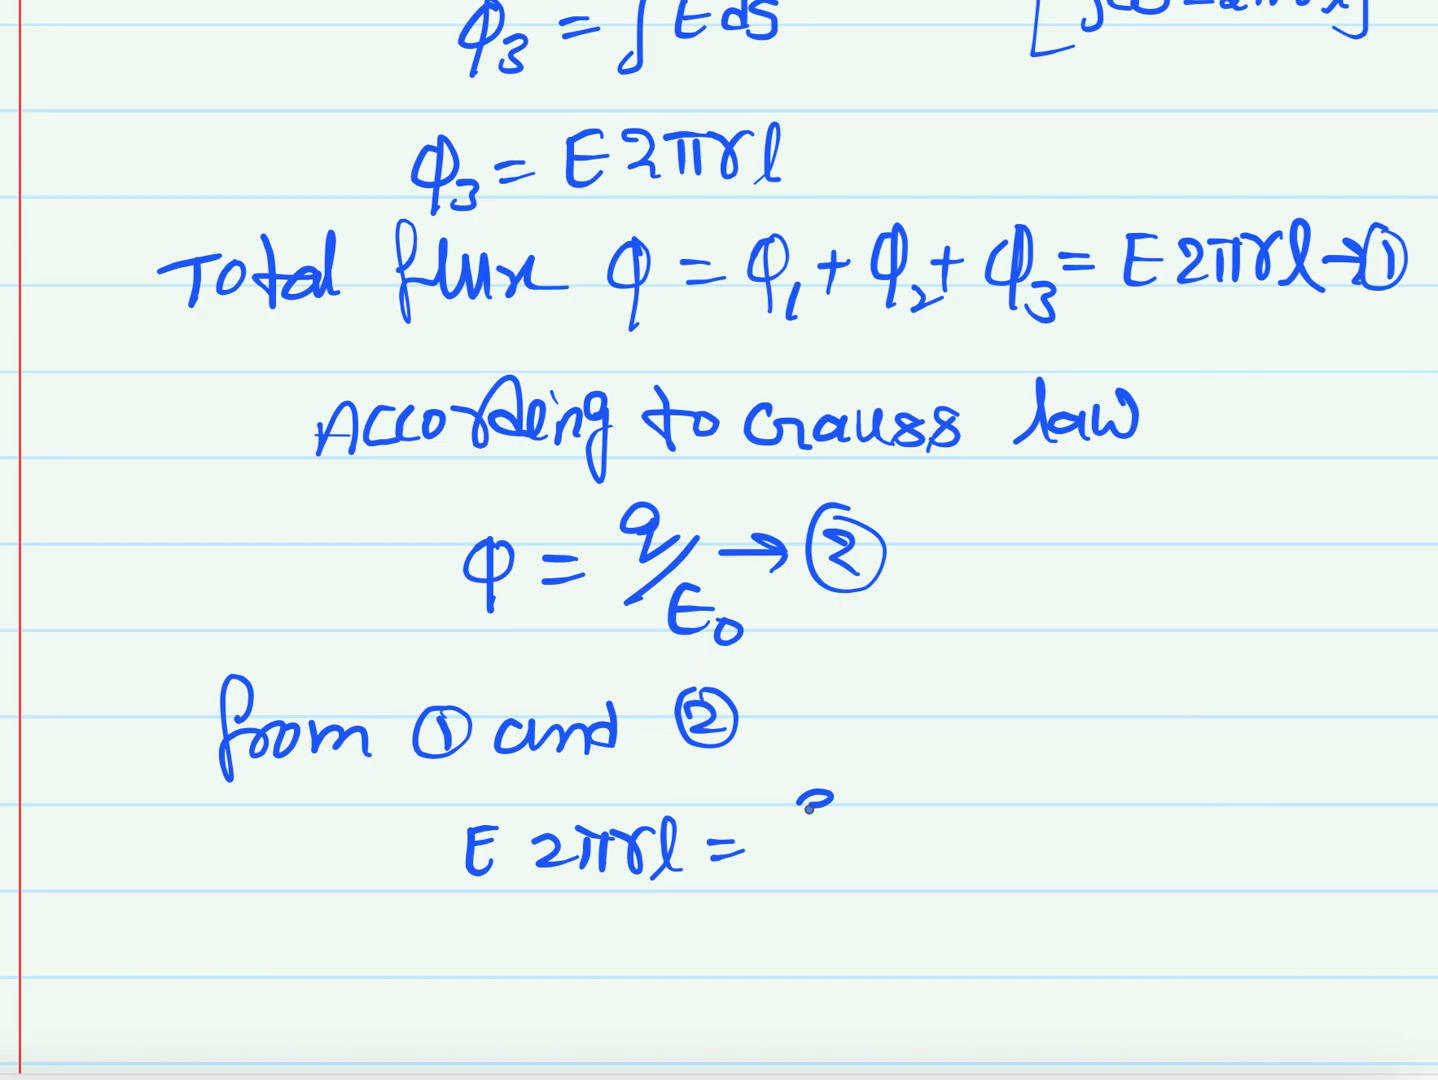 φ₃ = ∫ E ds
φ₃ = E 2πrl
Total flux φ = φ₁ + φ₂ + φ₃ = E 2πrl → ①
According to Gauss law
φ = q/ε₀ → ②
from ① and ②
E 2πrl =